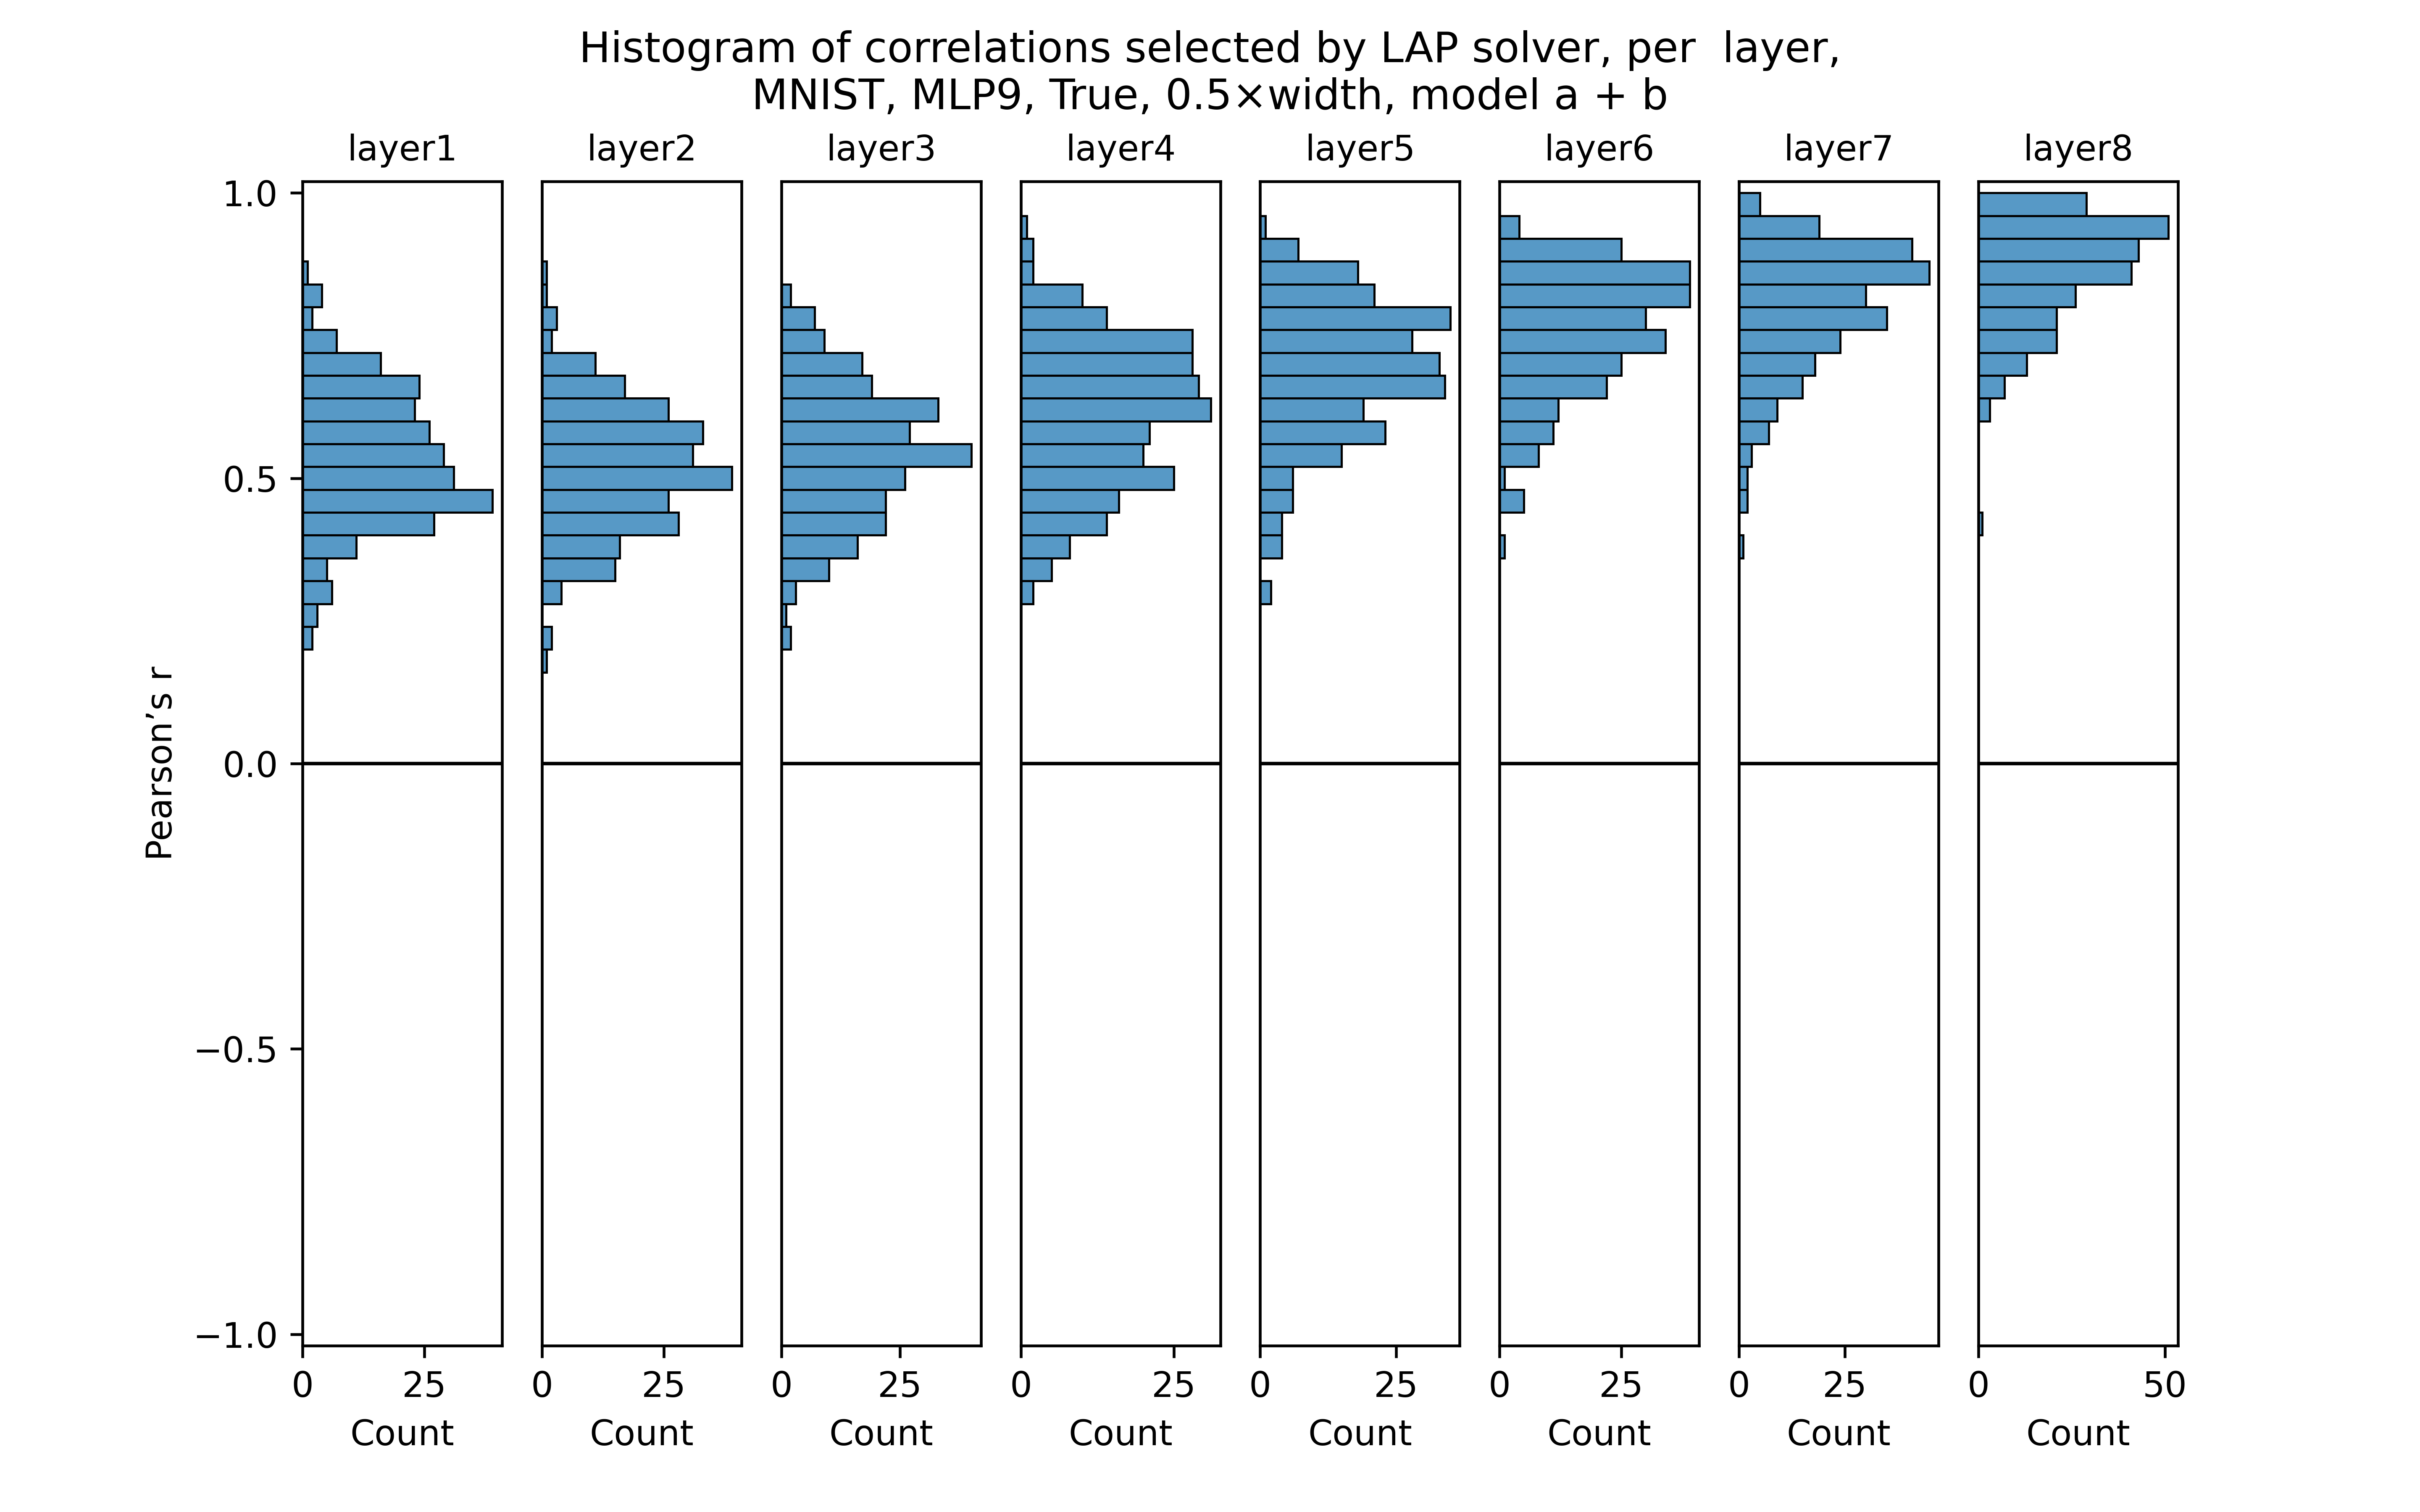 Histogram of correlations selected by LAP solver, per  layer,
MNIST, MLP9, True, 0.5×width, model a + b
layer1 layer2 layer3 layer4 layer5 layer6 layer7 layer8
1.0
0.5
0.0
−0.5
−1.0
Pearson’s r
0 25 0 25 0 25 0 25 0 25 0 25 0 25 0 50
Count Count Count Count Count Count Count Count